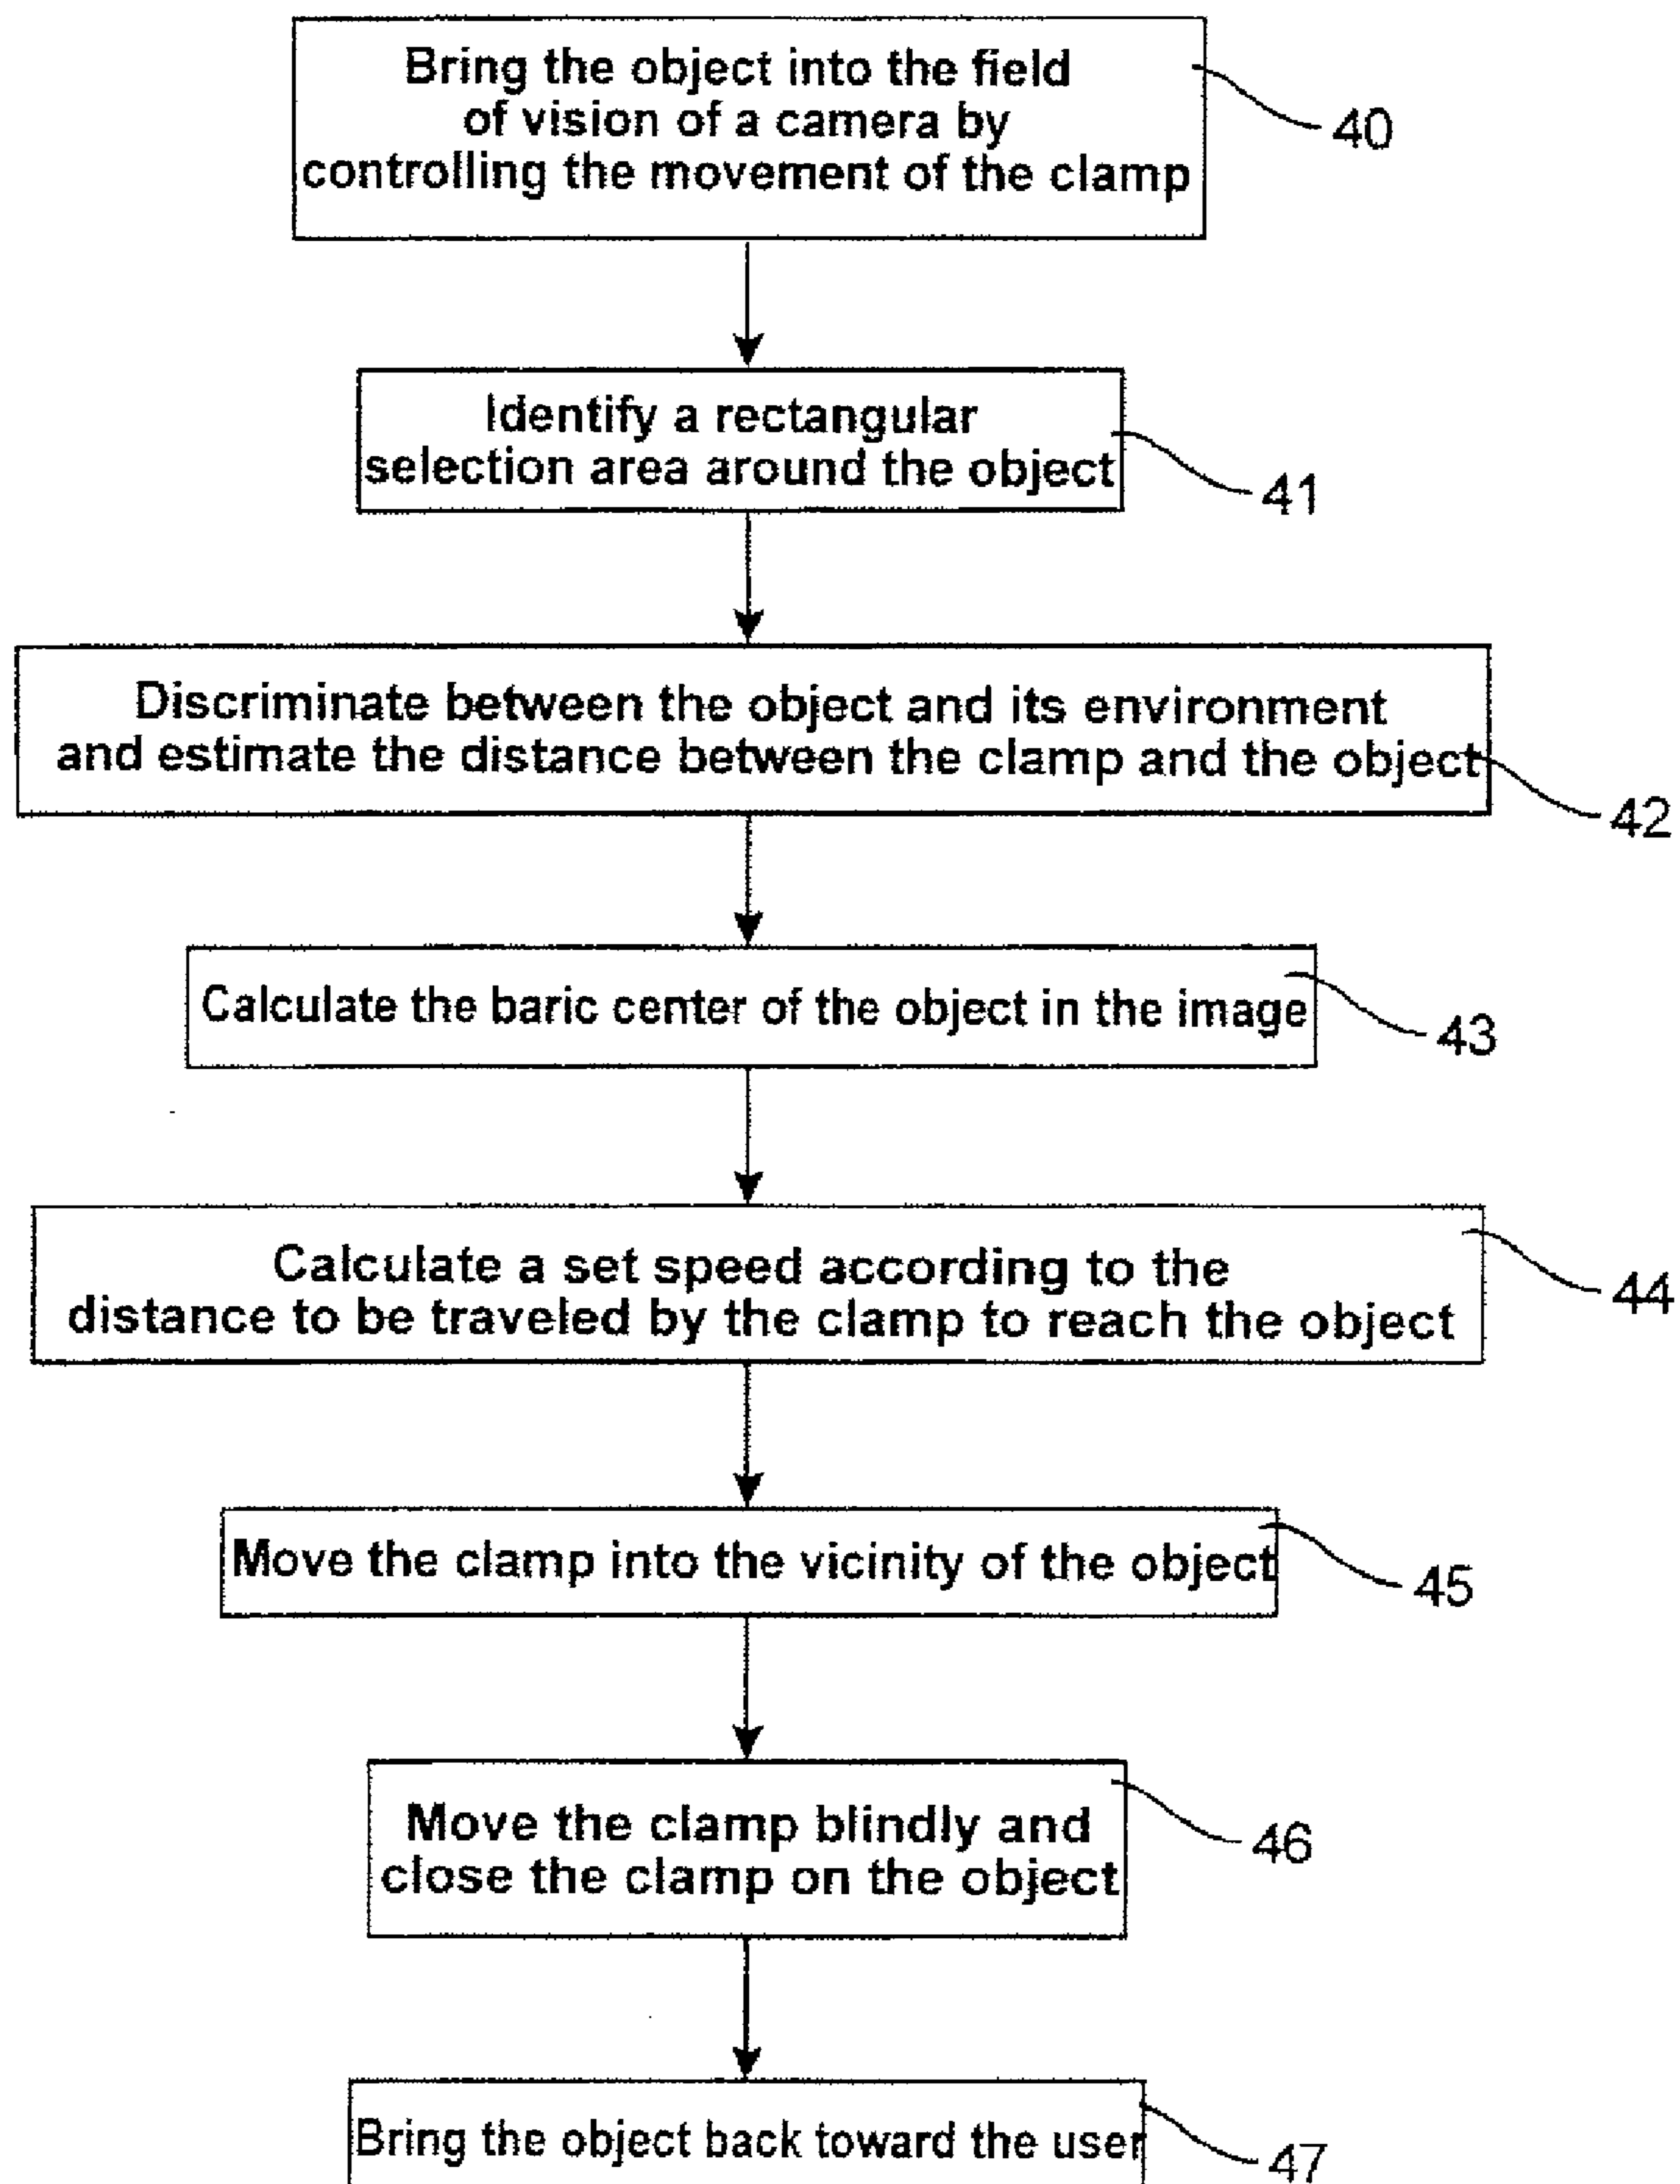 Bring the object into the field
of vision of a camera by
controlling the movement of the clamp
40
Identify a rectangular
selection area around the object
41
Discriminate between the object and its environment
and estimate the distance between the clamp and the object
42
Calculate the baric center of the object in the image
43
Calculate a set speed according to the
distance to be traveled by the clamp to reach the object
44
Move the clamp into the vicinity of the object
45
Move the clamp blindly and
close the clamp on the object
46
Bring the object back toward the user
47